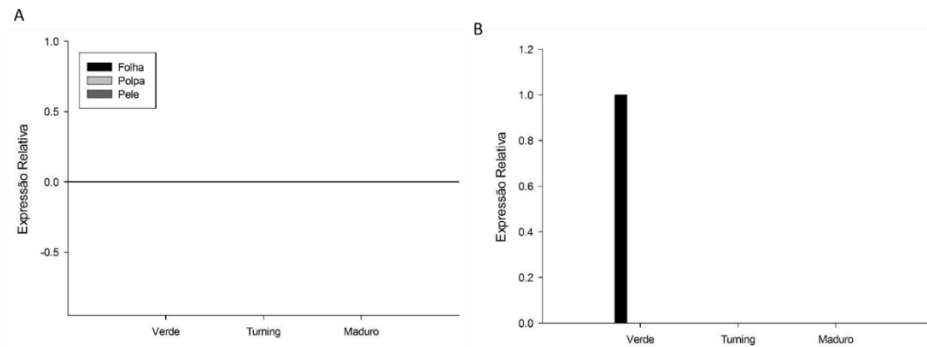 A
Expressão Relativa
1.0
0.5
0.0
-0.5
Folha
Polpa
Pele
Verde Turning Maduro
B
Expressão Relativa
1.2
1.0
0.8
0.6
0.4
0.2
0.0
Verde Turning Maduro